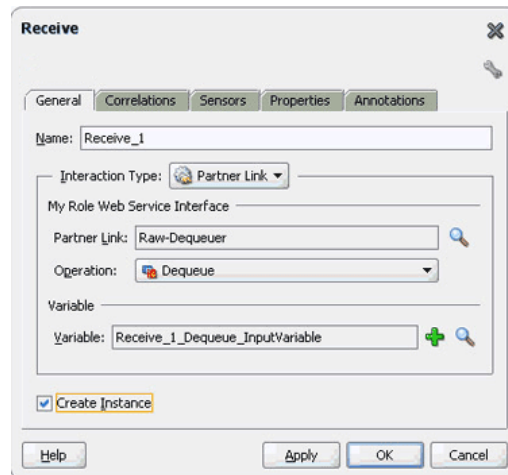 Receive
General Correlations Sensors Properties Annotations
Name: Receive_1
Interaction Type: Partner Link
My Role Web Service Interface
Partner Link: Raw-Dequeuer
Operation: Dequeue
Variable
Variable: Receive_1_Dequeue_InputVariable
Create Instance
Help Apply OK Cancel